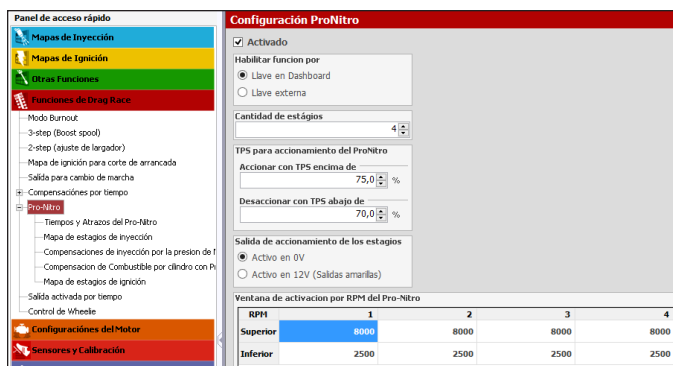 Panel de acceso rápido
Mapas de Inyección
Mapas de Ignición
Otras Funciones
Funciones de Drag Race
Modo Burnout
3-step (Boost spool)
2-step (ajuste de largador)
Mapa de ignición para corte de arrancada
Salida para cambio de marcha
Compensaciónes por tiempo
Pro-Nitro
Tiempos y Atrazos del Pro-Nitro
Mapa de estagios de inyección
Compensaciones de inyección por la presion de
Compensacion de Combustible por cilindro con
Mapa de estagios de ignición
Salida activada por tiempo
Control de Wheelie
Configuraciónes del Motor
Sensores y Calibración
Configuración ProNitro
Activado
Habilitar funcion por
Llave en Dashboard
Llave externa
Cantidad de estágios
4
TPS para accionamiento del ProNitro
Accionar con TPS encima de
75,0 %
Desaccionar con TPS abajo de
70,0 %
Salida de accionamiento de los estagios
Activo en 0V
Activo en 12V (Salidas amarillas)
Ventana de activacion por RPM del Pro-Nitro
RPM 1 2 3 4
Superior 8000 8000 8000 8000
Inferior 2500 2500 2500 2500